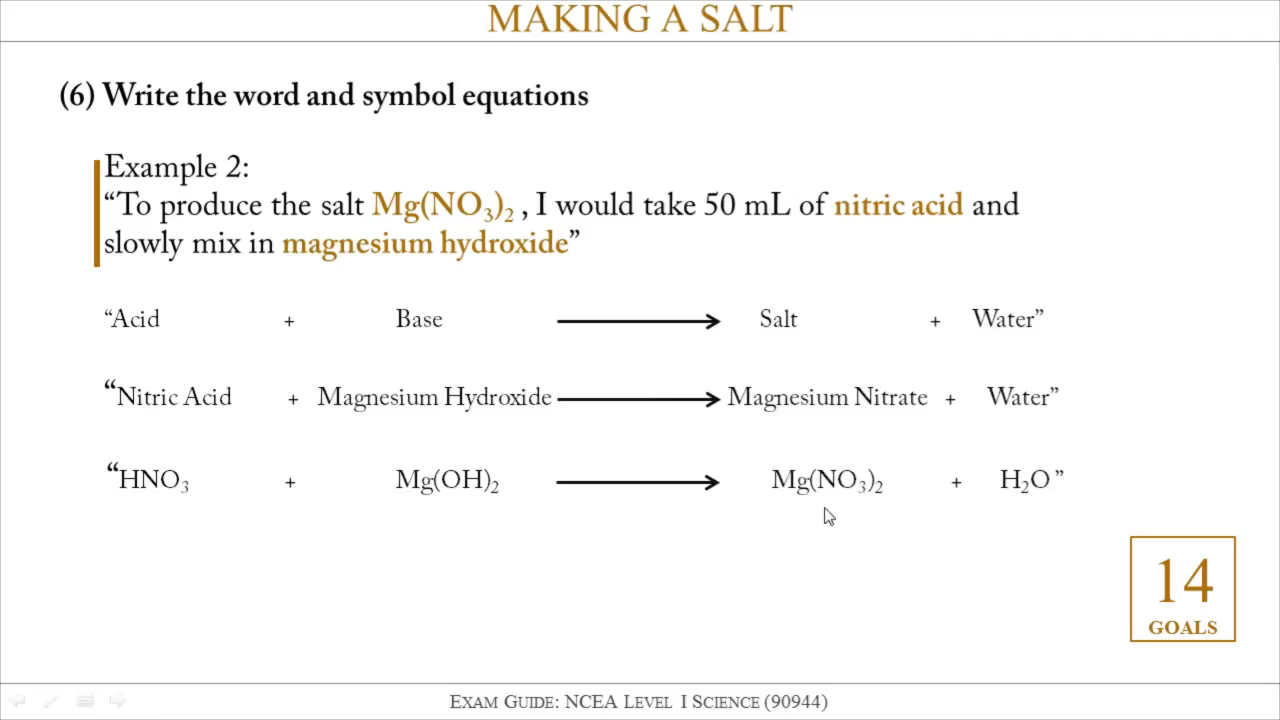 MAKING A SALT
(6) Write the word and symbol equations
Example 2:
“To produce the salt Mg(NO₃)₂ , I would take 50 mL of nitric acid and
slowly mix in magnesium hydroxide”
“Acid + Base ⟶ Salt + Water”
“Nitric Acid + Magnesium Hydroxide ⟶ Magnesium Nitrate + Water”
“HNO₃ + Mg(OH)₂ ⟶ Mg(NO₃)₂ + H₂O ”
14
GOALS
EXAM GUIDE: NCEA LEVEL 1 SCIENCE (90944)